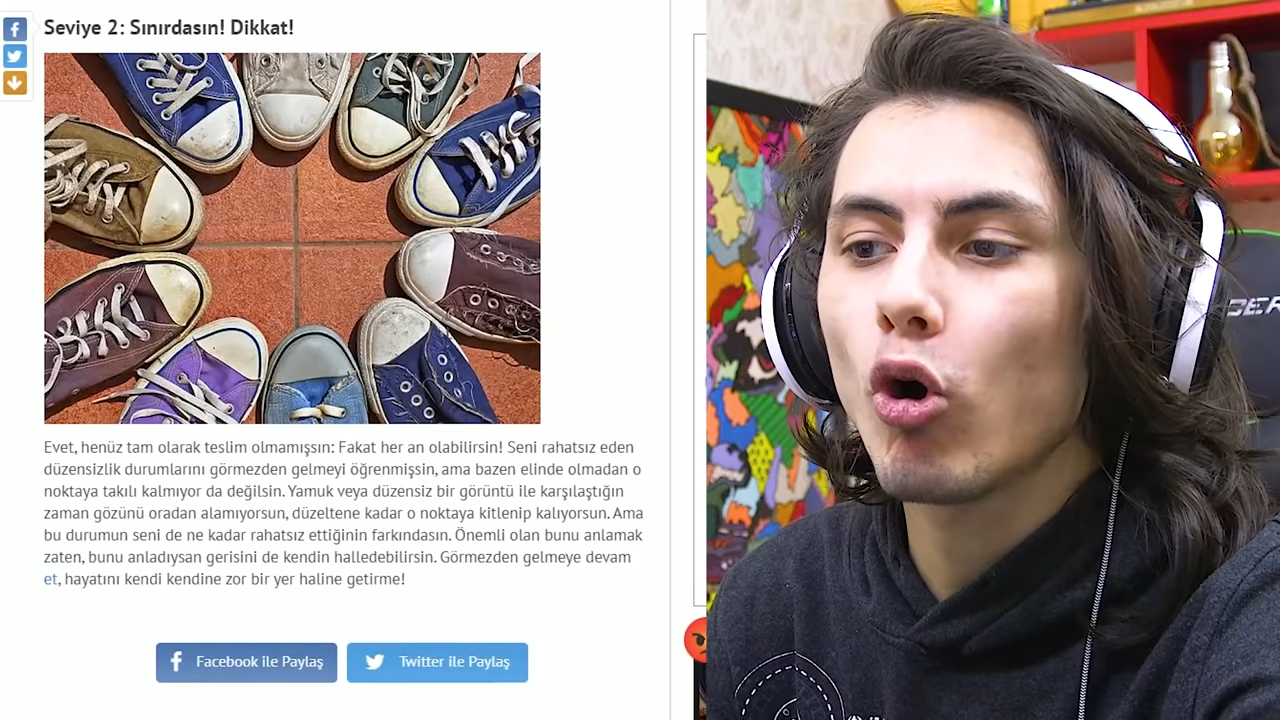 Seviye 2: Sınırdasın! Dikkat!
Evet, henüz tam olarak teslim olmamışsın: Fakat her an olabilirsin! Seni rahatsız eden
düzensizlik durumlarını görmezden gelmeyi öğrenmişsin, ama bazen elinde olmadan o
noktaya takılı kalmıyor da değilsin. Yamuk veya düzensiz bir görüntü ile karşılaştığın
zaman gözünü oradan alamıyorsun, düzeltene kadar o noktaya kitlenip kalıyorsun. Ama
bu durumun seni de ne kadar rahatsız ettiğinin farkındasın. Önemli olan bunu anlamak
zaten, bunu anladıysan gerisini de kendin halledebilirsin. Görmezden gelmeye devam
et, hayatını kendi kendine zor bir yer haline getirme!
Facebook ile Paylaş
Twitter ile Paylaş